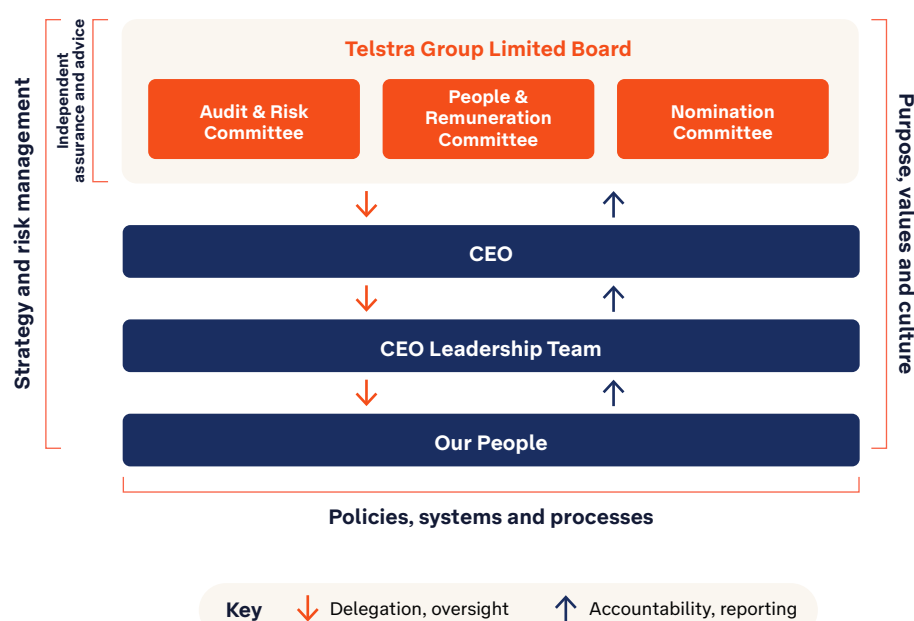 Telstra Group Limited Board
Independent
assurance and advice
Strategy and risk management
Audit & Risk
Committee
People &
Remuneration
Committee
Nomination
Committee
Purpose, values and culture
CEO
CEO Leadership Team
Our People
Policies, systems and processes
Key
Delegation, oversight
Accountability, reporting